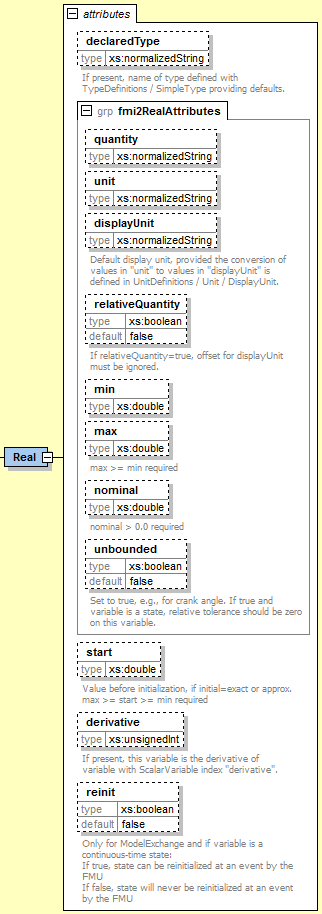 attributes
declaredType
type xs:normalizedString
If present, name of type defined with
TypeDefinitions / SimpleType providing defaults.
grp fmi2RealAttributes
quantity
type xs:normalizedString
unit
type xs:normalizedString
displayUnit
type xs:normalizedString
Default display unit, provided the conversion of
values in "unit" to values in "displayUnit" is
defined in UnitDefinitions / Unit / DisplayUnit.
relativeQuantity
type xs:boolean
default false
If relativeQuantity=true, offset for displayUnit
must be ignored.
min
type xs:double
max
type xs:double
max >= min required
Real
nominal
type xs:double
nominal > 0.0 required
unbounded
type xs:boolean
default false
Set to true, e.g., for crank angle. If true and
variable is a state, relative tolerance should be zero
on this variable.
start
type xs:double
Value before initialization, if initial=exact or approx.
max >= start >= min required
derivative
type xs:unsignedInt
If present, this variable is the derivative of
variable with ScalarVariable index "derivative".
reinit
type xs:boolean
default false
Only for ModelExchange and if variable is a
continuous-time state:
If true, state can be reinitialized at an event by the
FMU
If false, state will never be reinitialized at an event
by the FMU